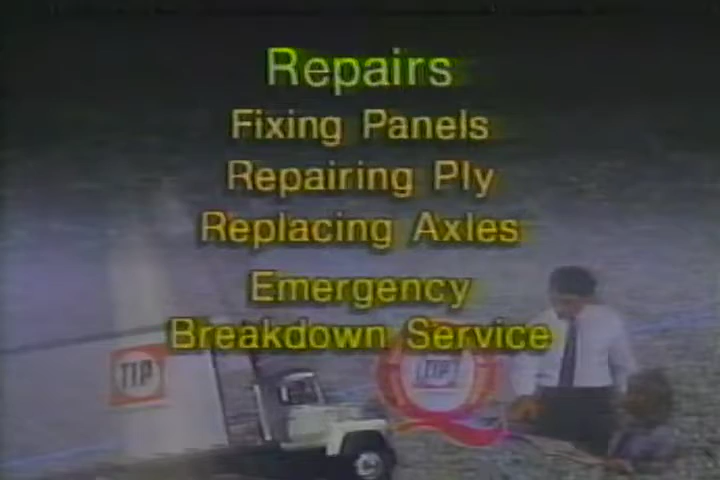 Repairs
Fixing Panels
Repairing Ply
Replacing Axles
Emergency
Breakdown Service
TIP
TIP